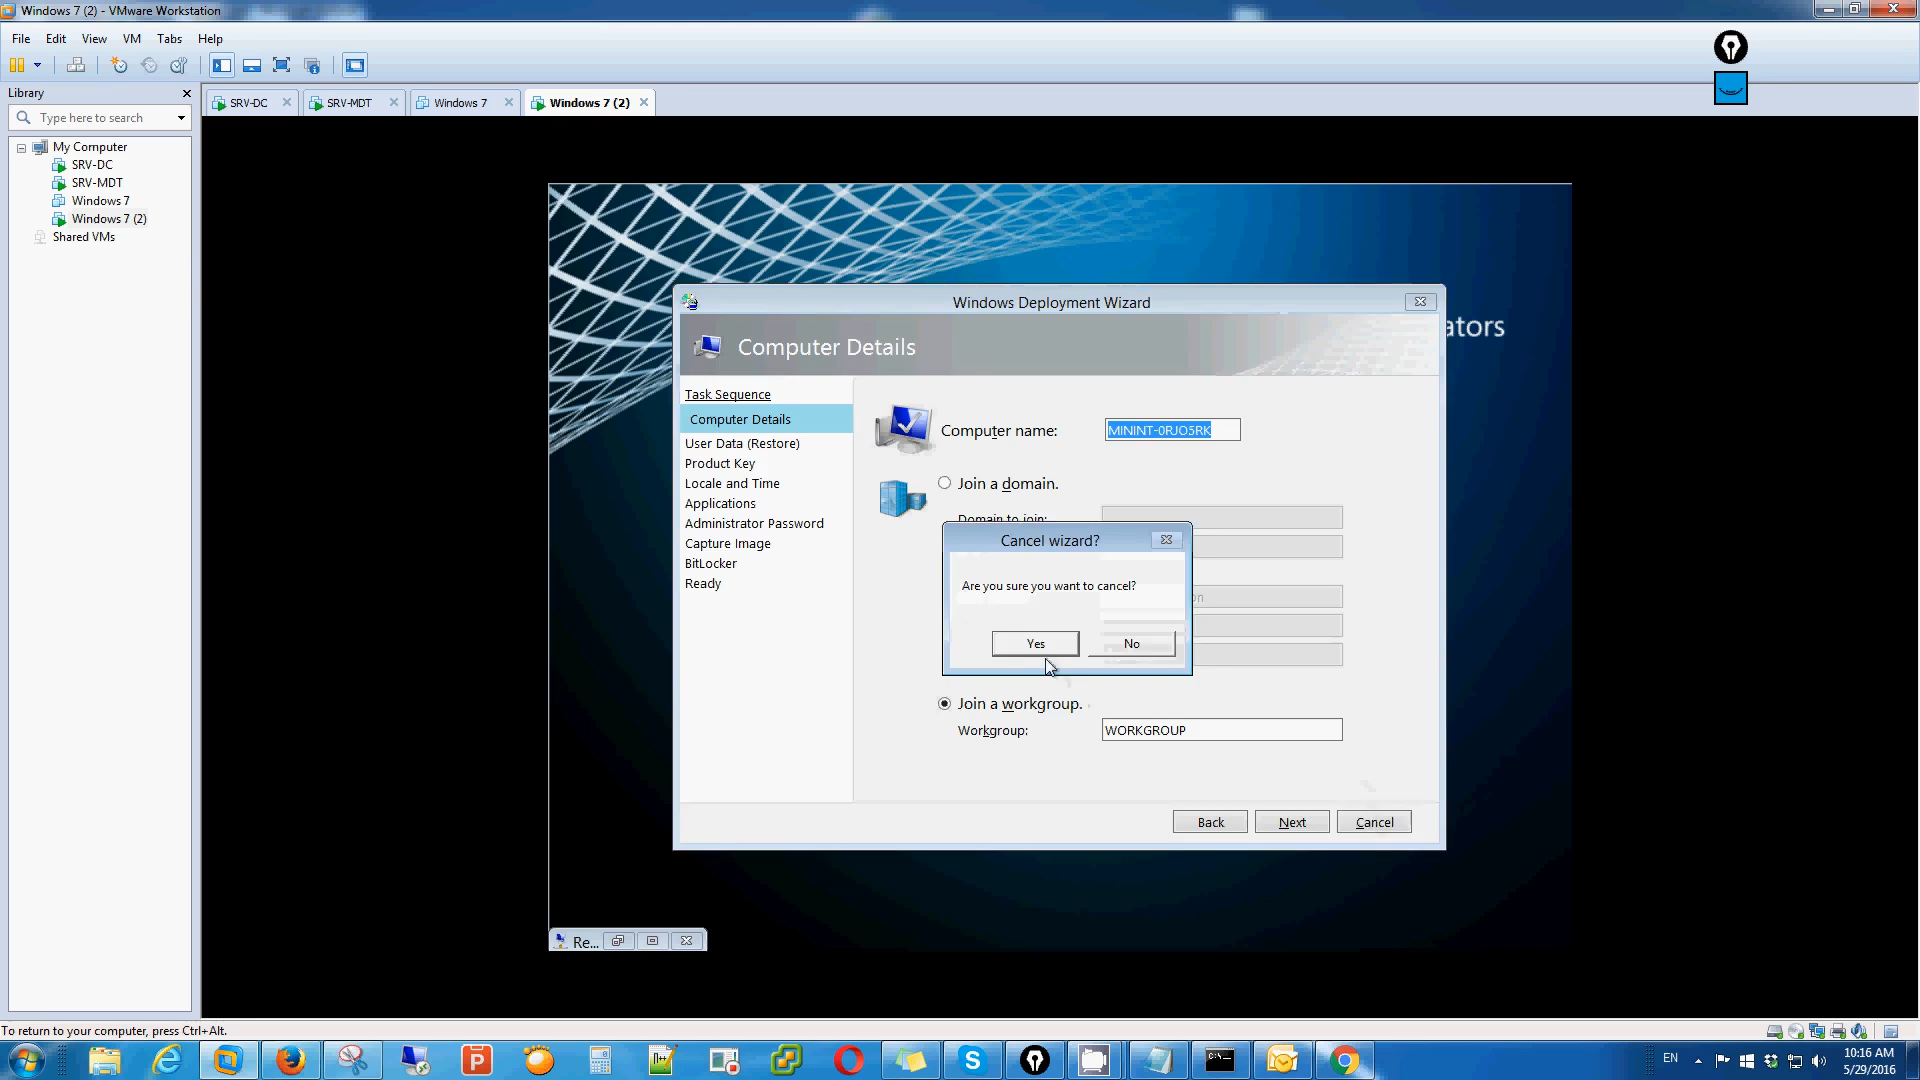 Windows 7 (2) - VMware Workstation
File Edit View VM Tabs Help
Library
Type here to search
My Computer
SRV-DC
SRV-MDT
Windows 7
Windows 7 (2)
Shared VMs
SRV-DC SRV-MDT Windows 7 Windows 7 (2)
ators
Windows Deployment Wizard
Computer Details
Task Sequence
Computer Details
User Data (Restore)
Product Key
Locale and Time
Applications
Administrator Password
Capture Image
BitLocker
Ready
Computer name: MININT-0RJO5RK
Join a domain.
Domain to join:
on
Cancel wizard?
Are you sure you want to cancel?
Yes No
Join a workgroup.
Workgroup: WORKGROUP
Back Next Cancel
Re...
To return to your computer, press Ctrl+Alt.
EN
10:16 AM
5/29/2016